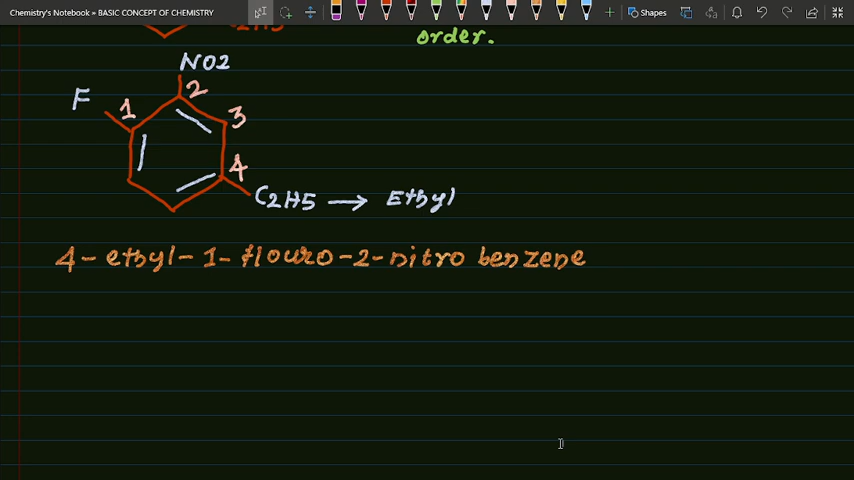 Chemistry's Notebook » BASIC CONCEPT OF CHEMISTRY
Shapes
order.
NO2
F
1
2
3
4
C2H5 → Ethyl
4-ethyl-1-flouro-2-nitro benzene